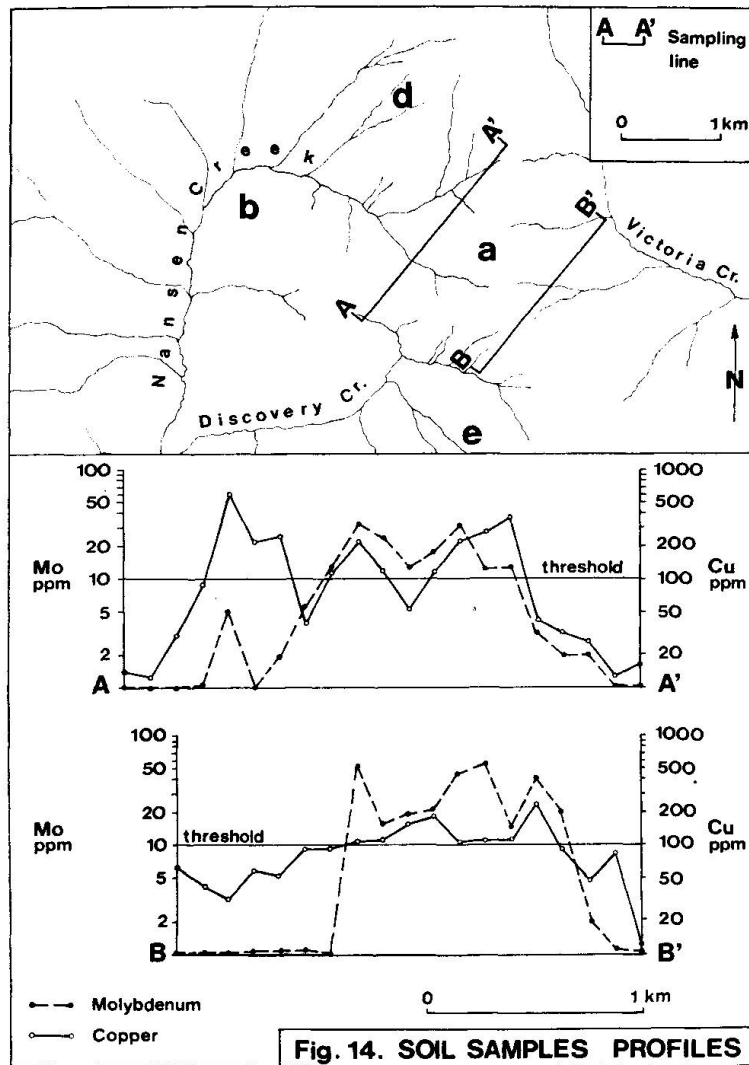 A A' Sampling
line
0 1 km
d
Nansen Creek
b
A'
B'
a
Victoria Cr.
A
B
N
Discovery Cr.
e
100 1000
50 500
Mo 20 200 Cu
ppm 10 threshold 100 ppm
5 50
2 20
A A'
100 1000
50 500
20 200
Mo threshold Cu
ppm 10 100 ppm
5 50
2 20
B B'
Molybdenum
0 1 km
Copper
Fig. 14. SOIL SAMPLES PROFILES